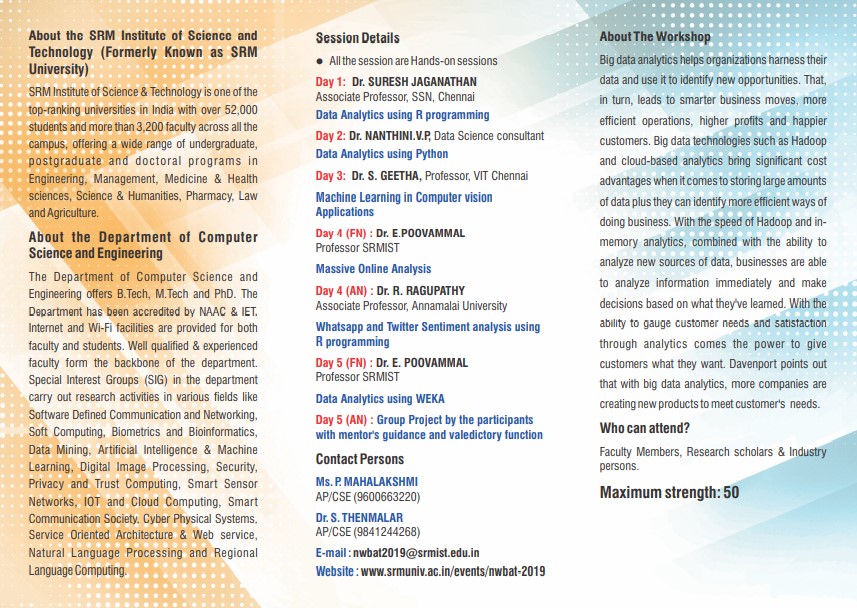 About the SRM Institute of Science and
Technology (Formerly Known as SRM
University)
SRM Institute of Science & Technology is one of the
top-ranking universities in India with over 52,000
students and more than 3,200 faculty across all the
campus, offering a wide range of undergraduate,
postgraduate and doctoral programs in
Engineering, Management, Medicine & Health
sciences, Science & Humanities, Pharmacy, Law
and Agriculture.
About the Department of Computer
Science and Engineering
The Department of Computer Science and
Engineering offers B.Tech, M.Tech and PhD. The
Department has been accredited by NAAC & IET.
Internet and Wi-Fi facilities are provided for both
faculty and students. Well qualified & experienced
faculty form the backbone of the department.
Special Interest Groups (SIG) in the department
carry out research activities in various fields like
Software Defined Communication and Networking,
Soft Computing, Biometrics and Bioinformatics,
Data Mining, Artificial Intelligence & Machine
Learning, Digital Image Processing, Security,
Privacy and Trust Computing, Smart Sensor
Networks, IOT and Cloud Computing, Smart
Communication Society, Cyber Physical Systems,
Service Oriented Architecture & Web service,
Natural Language Processing and Regional
Language Computing.
Session Details
● All the session are Hands-on sessions
Day 1: Dr. SURESH JAGANATHAN
Associate Professor, SSN, Chennai
Data Analytics using R programming
Day 2: Dr. NANTHINI.V.P, Data Science consultant
Data Analytics using Python
Day 3: Dr. S. GEETHA, Professor, VIT Chennai
Machine Learning in Computer vision
Applications
Day 4 (FN) : Dr. E.POOVAMMAL
Professor SRMIST
Massive Online Analysis
Day 4 (AN) : Dr. R. RAGUPATHY
Associate Professor, Annamalai University
Whatsapp and Twitter Sentiment analysis using
R programming
Day 5 (FN) : Dr. E. POOVAMMAL
Professor SRMIST
Data Analytics using WEKA
Day 5 (AN) : Group Project by the participants
with mentor's guidance and valedictory function
Contact Persons
Ms. P. MAHALAKSHMI
AP/CSE (9600663220)
Dr. S. THENMALAR
AP/CSE (9841244268)
E-mail : nwbat2019@srmist.edu.in
Website : www.srmuniv.ac.in/events/nwbat-2019
About The Workshop
Big data analytics helps organizations harness their
data and use it to identify new opportunities. That,
in turn, leads to smarter business moves, more
efficient operations, higher profits and happier
customers. Big data technologies such as Hadoop
and cloud-based analytics bring significant cost
advantages when it comes to storing large amounts
of data plus they can identify more efficient ways of
doing business. With the speed of Hadoop and in-
memory analytics, combined with the ability to
analyze new sources of data, businesses are able
to analyze information immediately and make
decisions based on what they've learned. With the
ability to gauge customer needs and satisfaction
through analytics comes the power to give
customers what they want. Davenport points out
that with big data analytics, more companies are
creating new products to meet customer's needs.
Who can attend?
Faculty Members, Research scholars & Industry
persons.
Maximum strength: 50